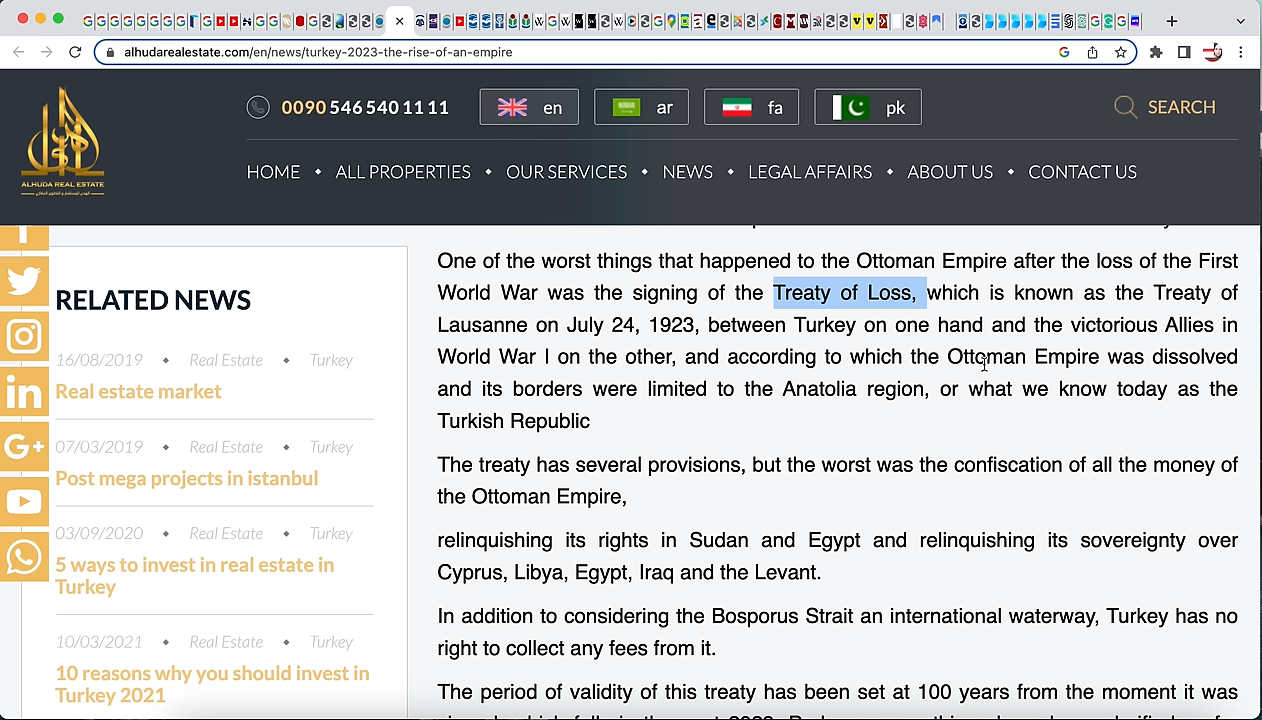 alhudarealestate.com/en/news/turkey-2023-the-rise-of-an-empire
0090 546 540 11 11
en
ar
fa
pk
SEARCH
ALHUDA REAL ESTATE
HOME • ALL PROPERTIES • OUR SERVICES • NEWS • LEGAL AFFAIRS • ABOUT US • CONTACT US
RELATED NEWS
16/08/2019 • Real Estate • Turkey
Real estate market
07/03/2019 • Real Estate • Turkey
Post mega projects in istanbul
03/09/2020 • Real Estate • Turkey
5 ways to invest in real estate in
Turkey
10/03/2021 • Real Estate • Turkey
10 reasons why you should invest in
Turkey 2021
One of the worst things that happened to the Ottoman Empire after the loss of the First
World War was the signing of the Treaty of Loss, which is known as the Treaty of
Lausanne on July 24, 1923, between Turkey on one hand and the victorious Allies in
World War I on the other, and according to which the Ottoman Empire was dissolved
and its borders were limited to the Anatolia region, or what we know today as the
Turkish Republic
The treaty has several provisions, but the worst was the confiscation of all the money of
the Ottoman Empire,
relinquishing its rights in Sudan and Egypt and relinquishing its sovereignty over
Cyprus, Libya, Egypt, Iraq and the Levant.
In addition to considering the Bosporus Strait an international waterway, Turkey has no
right to collect any fees from it.
The period of validity of this treaty has been set at 100 years from the moment it was